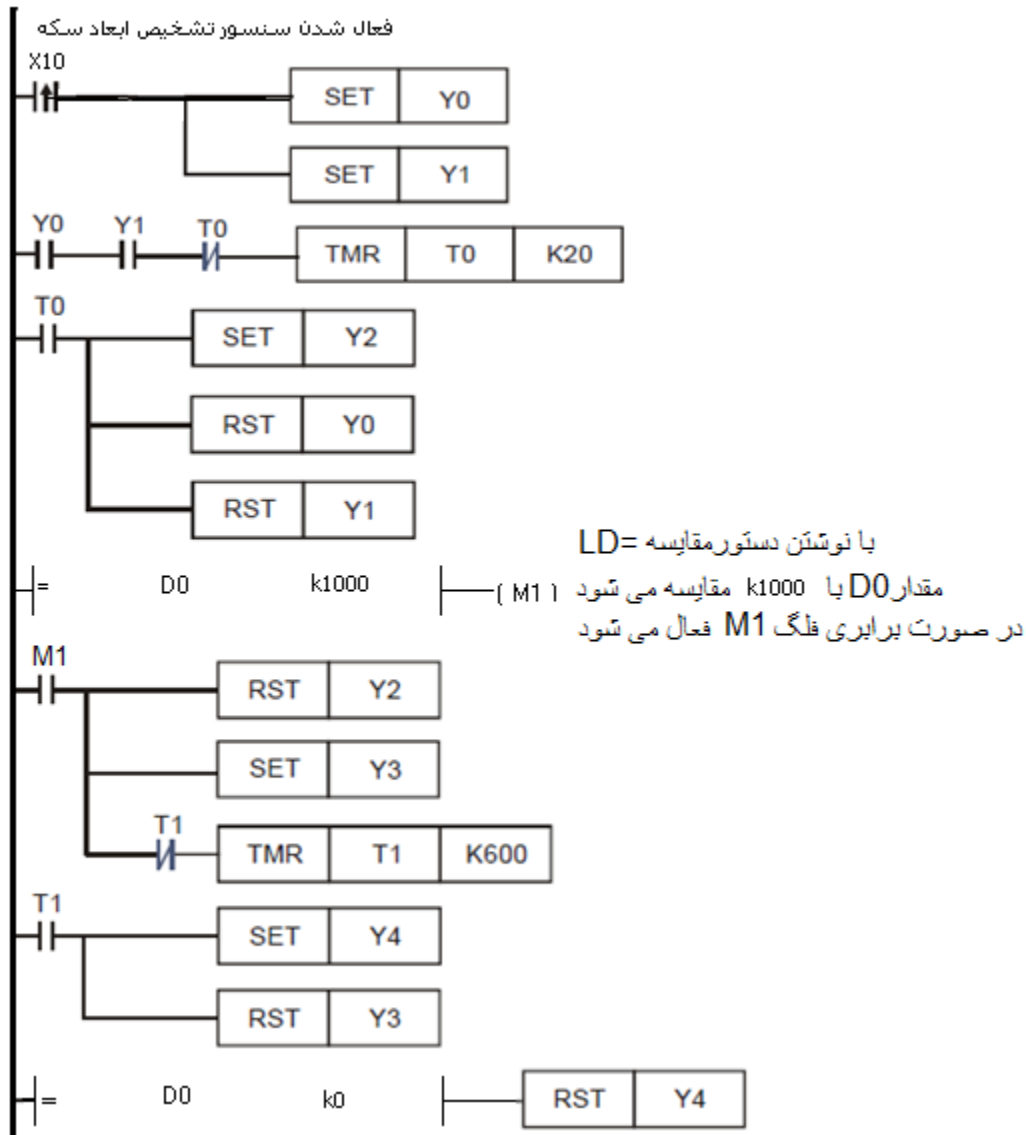 فعال شدن سنسور تشخیص ابعاد سکه
X10
SET Y0
SET Y1
Y0 Y1 T0
TMR T0 K20
T0
SET Y2
RST Y0
RST Y1
با نوشتن دستورمقایسه =LD
= D0 k1000 ( M1 )
مقدار D0 با k1000 مقایسه می شود
در صورت برابری فلگ M1 فعال می شود
M1
RST Y2
SET Y3
T1
TMR T1 K600
T1
SET Y4
RST Y3
= D0 k0 RST Y4